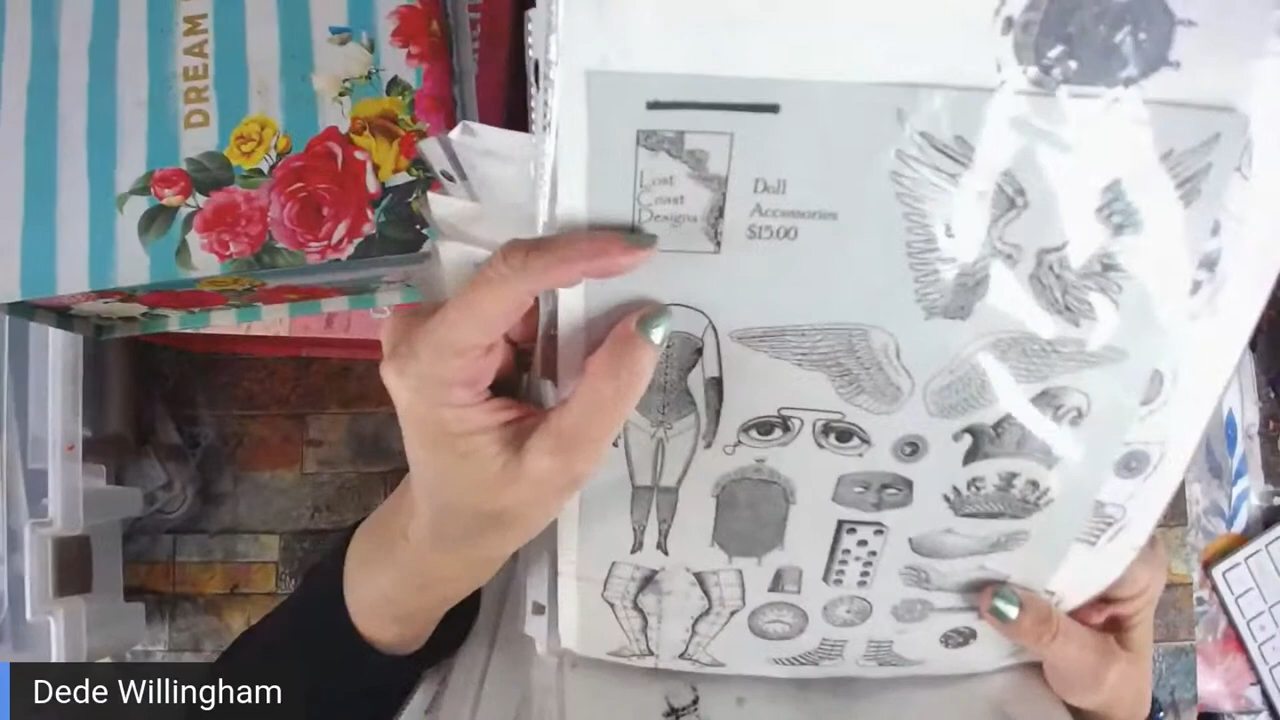 DREAM
Lost
Coast
Designs
Doll
Accessories
$15.00
Dede Willingham